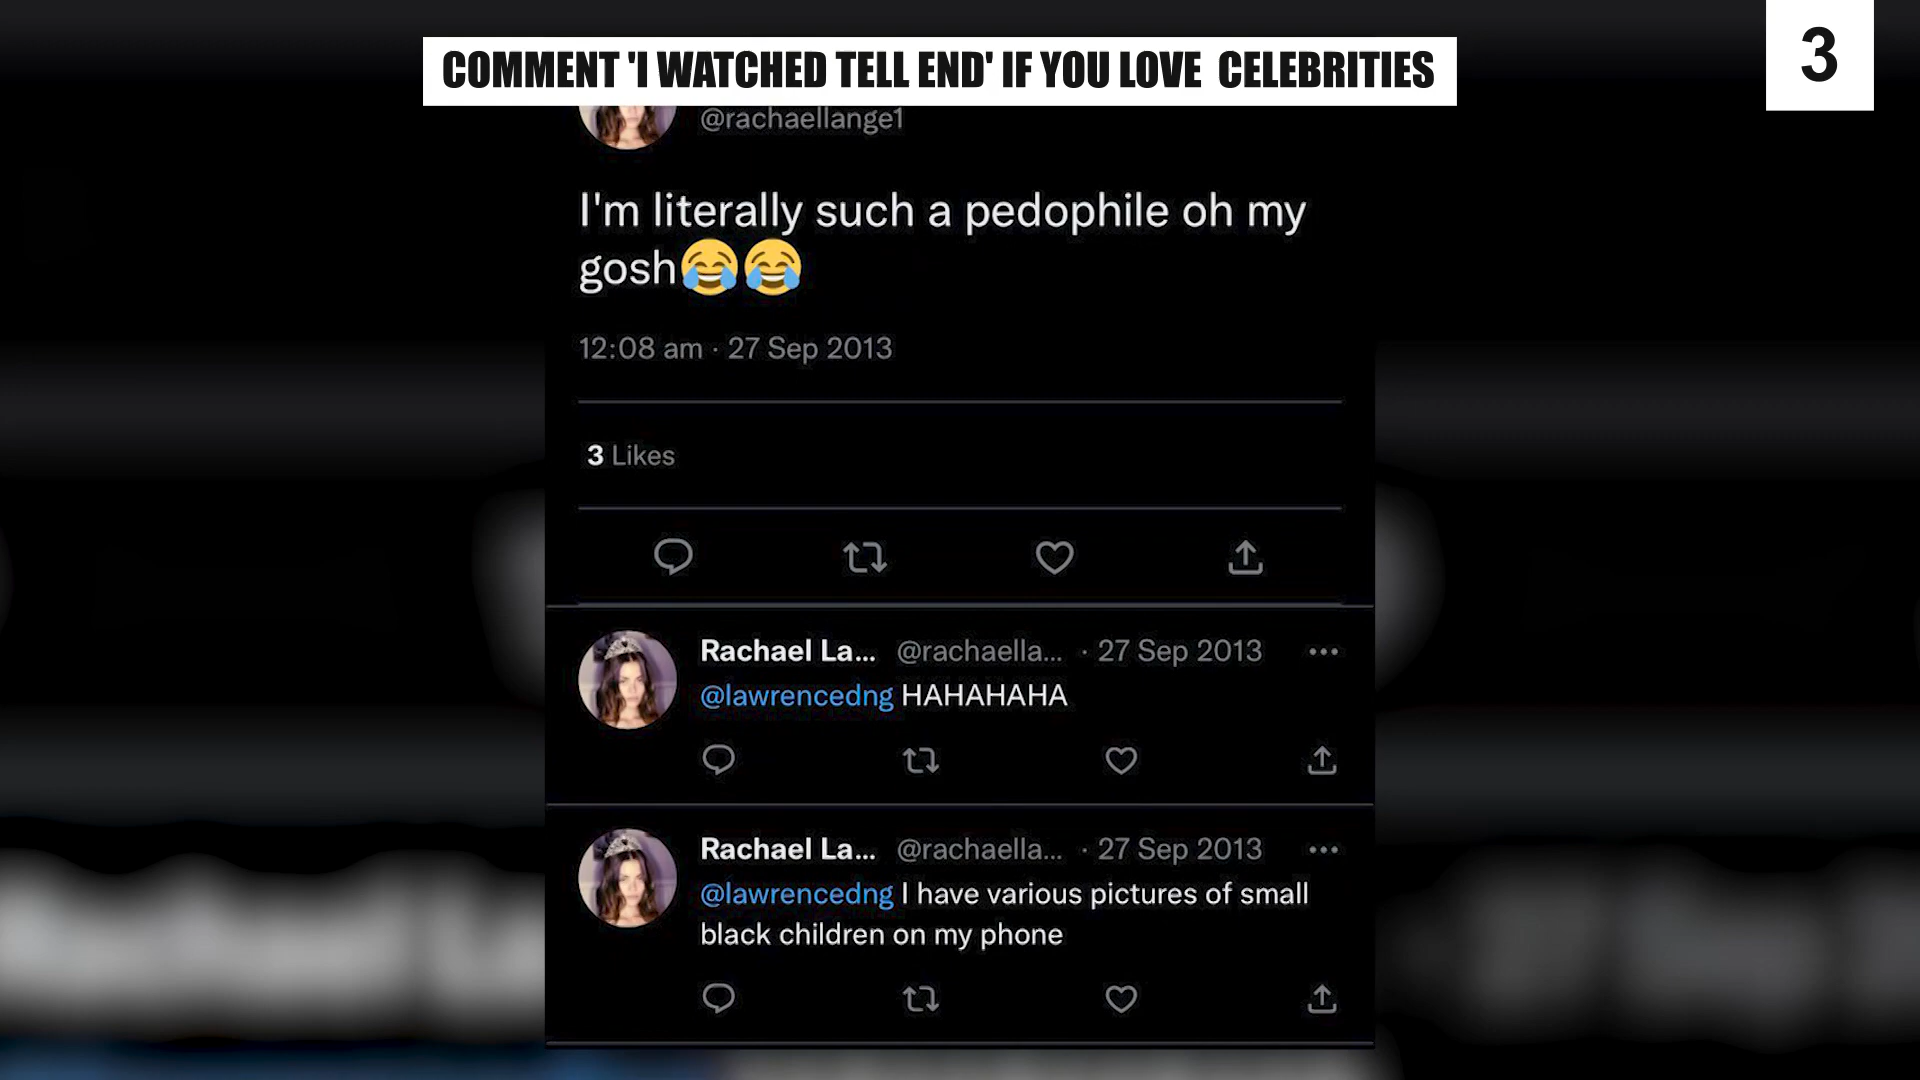 COMMENT 'I WATCHED TELL END' IF YOU LOVE CELEBRITIES
3
@rachaellange1
I'm literally such a pedophile oh my
gosh😂😂
12:08 am · 27 Sep 2013
3 Likes
Rachael La... @rachaella... · 27 Sep 2013
@lawrencedng HAHAHAHA
Rachael La... @rachaella... · 27 Sep 2013
@lawrencedng I have various pictures of small
black children on my phone